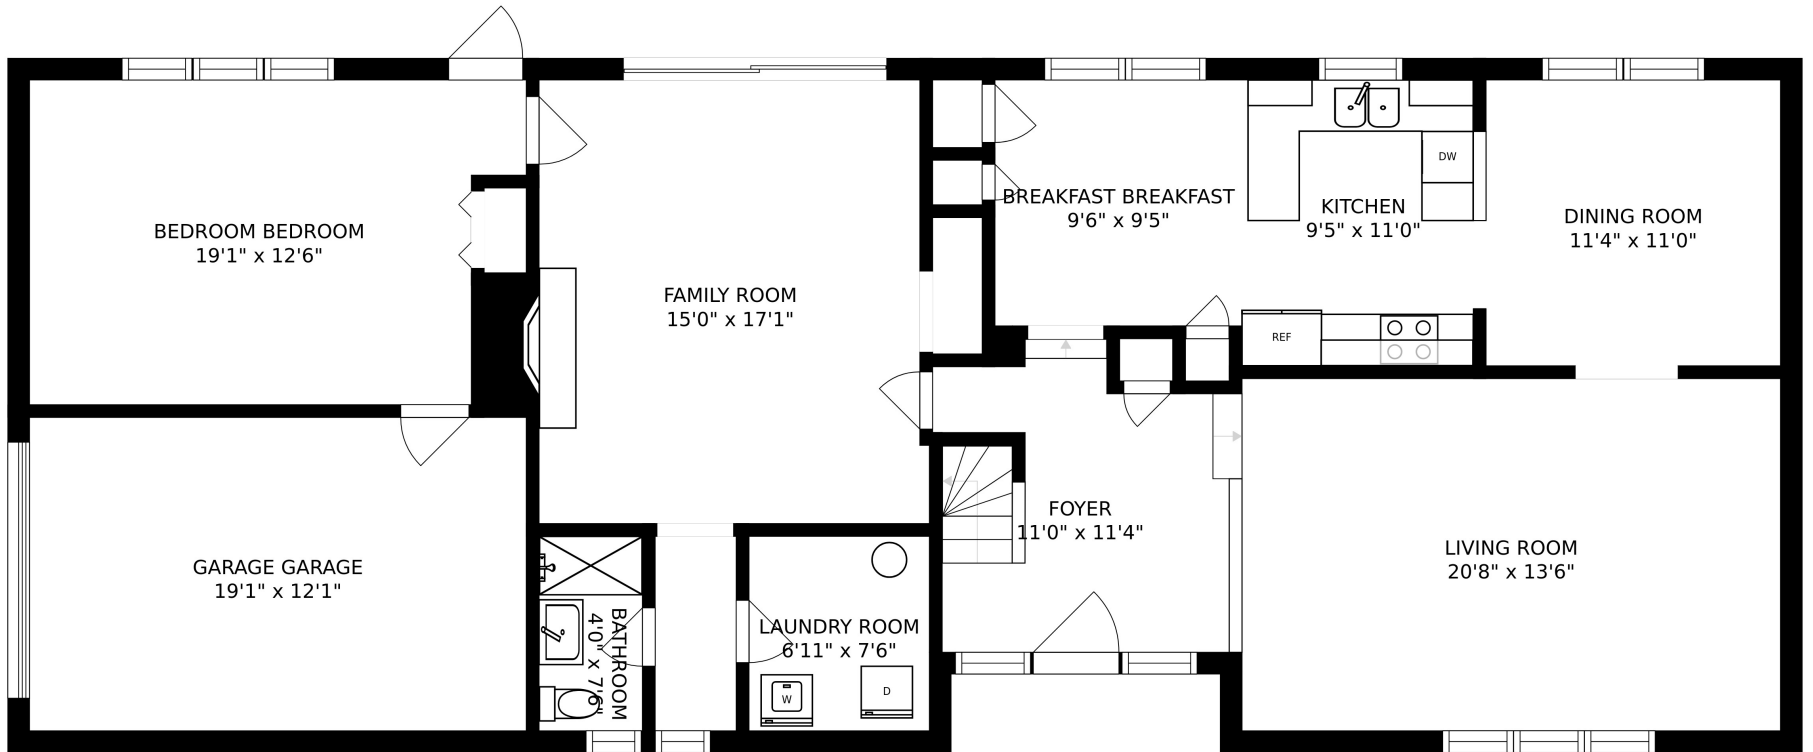 BEDROOM BEDROOM
19'1" x 12'6"
FAMILY ROOM
15'0" x 17'1"
BREAKFAST BREAKFAST
9'6" x 9'5"
KITCHEN
9'5" x 11'0"
DW
REF
DINING ROOM
11'4" x 11'0"
GARAGE GARAGE
19'1" x 12'1"
BATHROOM
4'0" x 7'6"
LAUNDRY ROOM
6'11" x 7'6"
W
D
FOYER
11'0" x 11'4"
LIVING ROOM
20'8" x 13'6"